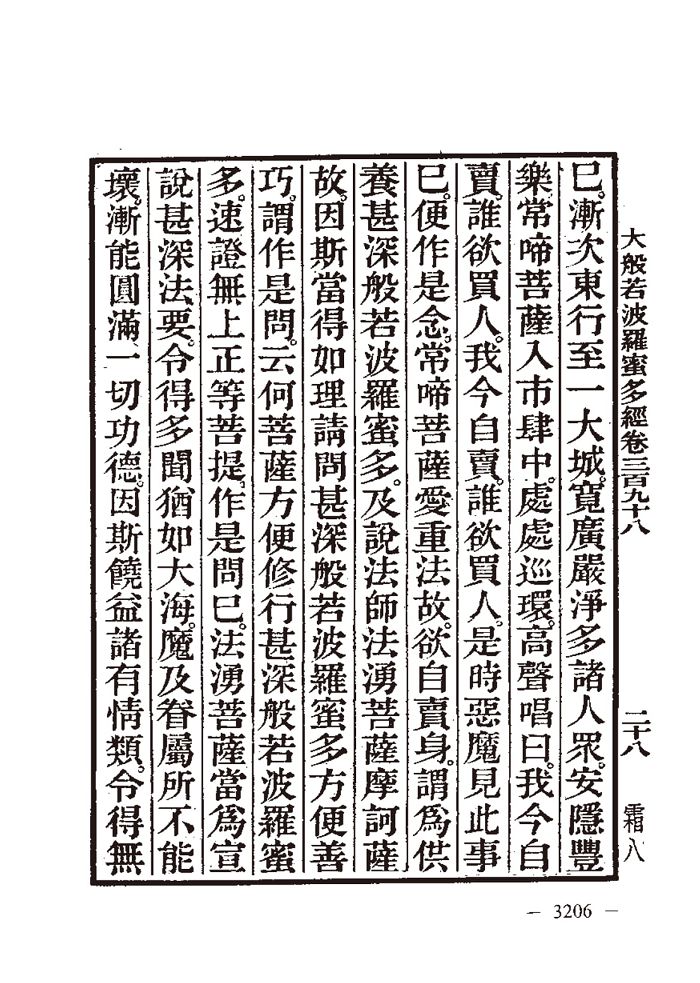 大般若波羅蜜多經卷三百九十八　二十八　霜八
已。漸次東行至一大城。寬廣嚴淨多諸人眾。安隱豐
樂常啼菩薩入市肆中。處處巡環。高聲唱曰。我今自
賣。誰欲買人。我今自賣。誰欲買人。是時惡魔見此事
已。便作是念。常啼菩薩愛重法故。欲自賣身。謂為供
養甚深般若波羅蜜多。及說法師法湧菩薩摩訶薩
故。因斯當得如理請問甚深般若波羅蜜多方便善
巧。謂作是問。云何菩薩方便修行甚深般若波羅蜜
多。速證無上正等菩提。作是問已。法湧菩薩當為宣
說甚深法要。令得多聞猶如大海。魔及眷屬所不能
壞。漸能圓滿一切功德。因斯饒益諸有情類。令得無
— 3206 —